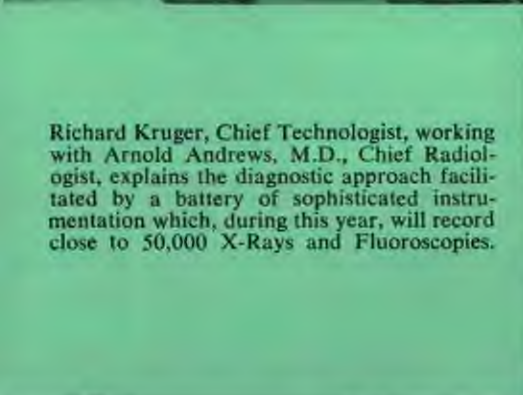 Richard Kruger, Chief Technologist, working
with Arnold Andrews, M.D., Chief Radiol-
ogist, explains the diagnostic approach facili-
tated by a battery of sophisticated instru-
mentation which, during this year, will record
close to 50,000 X-Rays and Fluoroscopies.